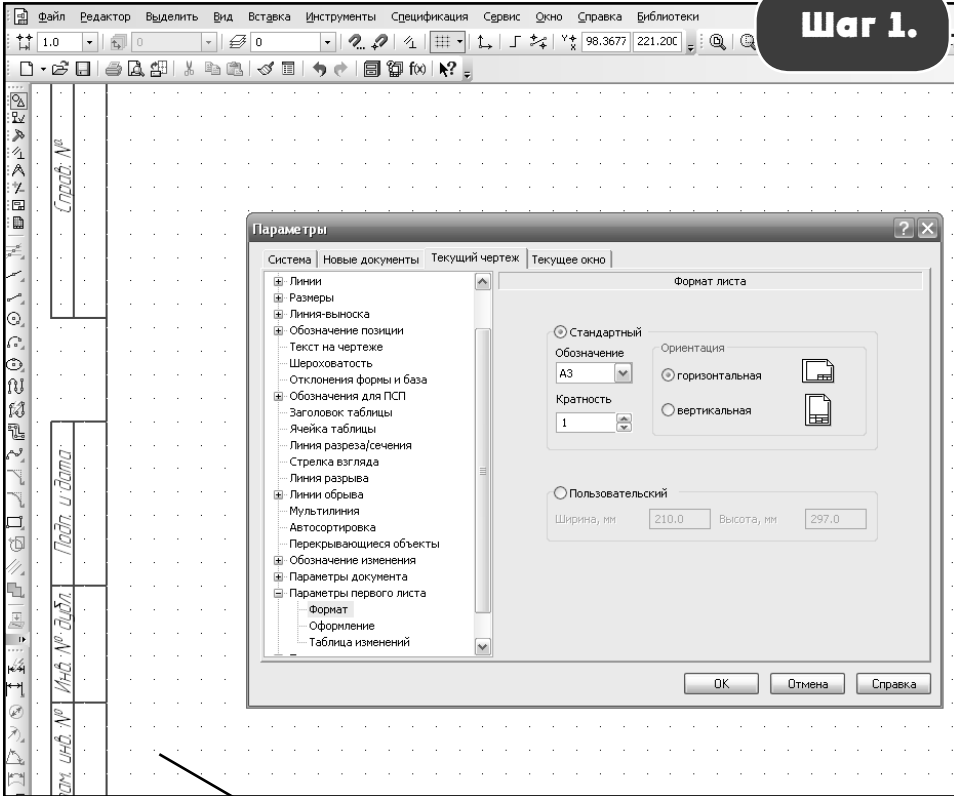 Файл Редактор Выделить Вид Вставка Инструменты Спецификация Сервис Окно Справка Библиотеки
Шаг 1.
1.0 0 0 98.3677 221.200
f(x)
Справ. №
Подп. и дата
Инв. № дубл.
Параметры
Система Новые документы Текущий чертеж Текущее окно
Линии
Размеры
Линия-выноска
Обозначение позиции
Текст на чертеже
Шероховатость
Отклонения формы и база
Обозначения для ПСП
Заголовок таблицы
Ячейка таблицы
Линия разреза/сечения
Стрелка взгляда
Линия разрыва
Линии обрыва
Мультилиния
Автосортировка
Перекрывающиеся объекты
Обозначение изменения
Параметры документа
Параметры первого листа
Формат
Оформление
Таблица изменений
Формат листа
Стандартный
Обозначение
A3
Кратность
1
Ориентация
горизонтальная
вертикальная
Пользовательский
Ширина, мм 210.0 Высота, мм 297.0
OK Отмена Справка